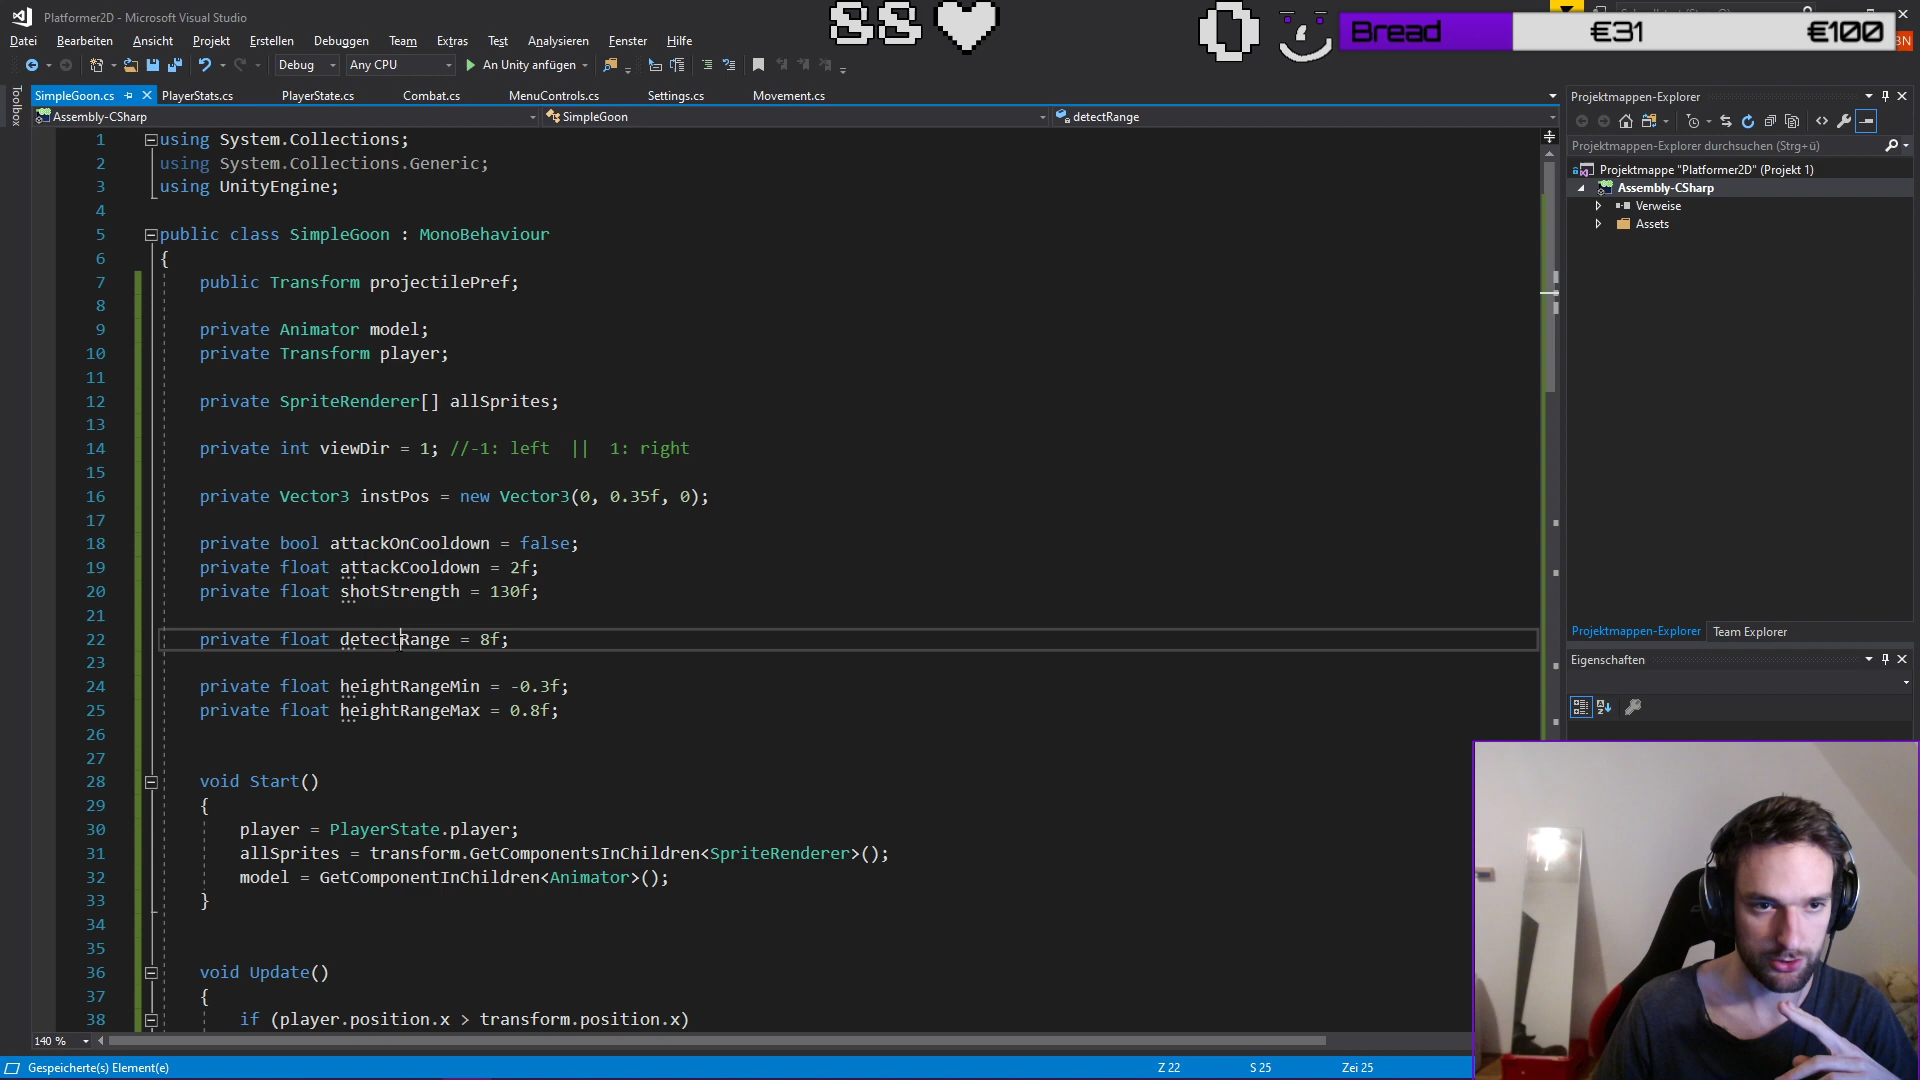 Platformer2D - Microsoft Visual Studio
88
0
Bread €31 €100
Datei Bearbeiten Ansicht Projekt Erstellen Debuggen Team Extras Test Analysieren Fenster Hilfe
Debug Any CPU An Unity anfügen
Toolbox
SimpleGoon.cs PlayerStats.cs PlayerState.cs Combat.cs MenuControls.cs Settings.cs Movement.cs
Assembly-CSharp SimpleGoon detectRange
1 using System.Collections;
2 using System.Collections.Generic;
3 using UnityEngine;
4
5 public class SimpleGoon : MonoBehaviour
6 {
7 public Transform projectilePref;
8
9 private Animator model;
10 private Transform player;
11
12 private SpriteRenderer[] allSprites;
13
14 private int viewDir = 1; //-1: left || 1: right
15
16 private Vector3 instPos = new Vector3(0, 0.35f, 0);
17
18 private bool attackOnCooldown = false;
19 private float attackCooldown = 2f;
20 private float shotStrength = 130f;
21
22 private float detectRange = 8f;
23
24 private float heightRangeMin = -0.3f;
25 private float heightRangeMax = 0.8f;
26
27
28 void Start()
29 {
30 player = PlayerState.player;
31 allSprites = transform.GetComponentsInChildren<SpriteRenderer>();
32 model = GetComponentInChildren<Animator>();
33 }
34
35
36 void Update()
37 {
38 if (player.position.x > transform.position.x)
140 %
Gespeicherte(s) Element(e) Z 22 S 25 Zei 25
Projektmappen-Explorer
Projektmappen-Explorer durchsuchen (Strg+ü)
Projektmappe "Platformer2D" (Projekt 1)
Assembly-CSharp
Verweise
Assets
Projektmappen-Explorer Team Explorer
Eigenschaften